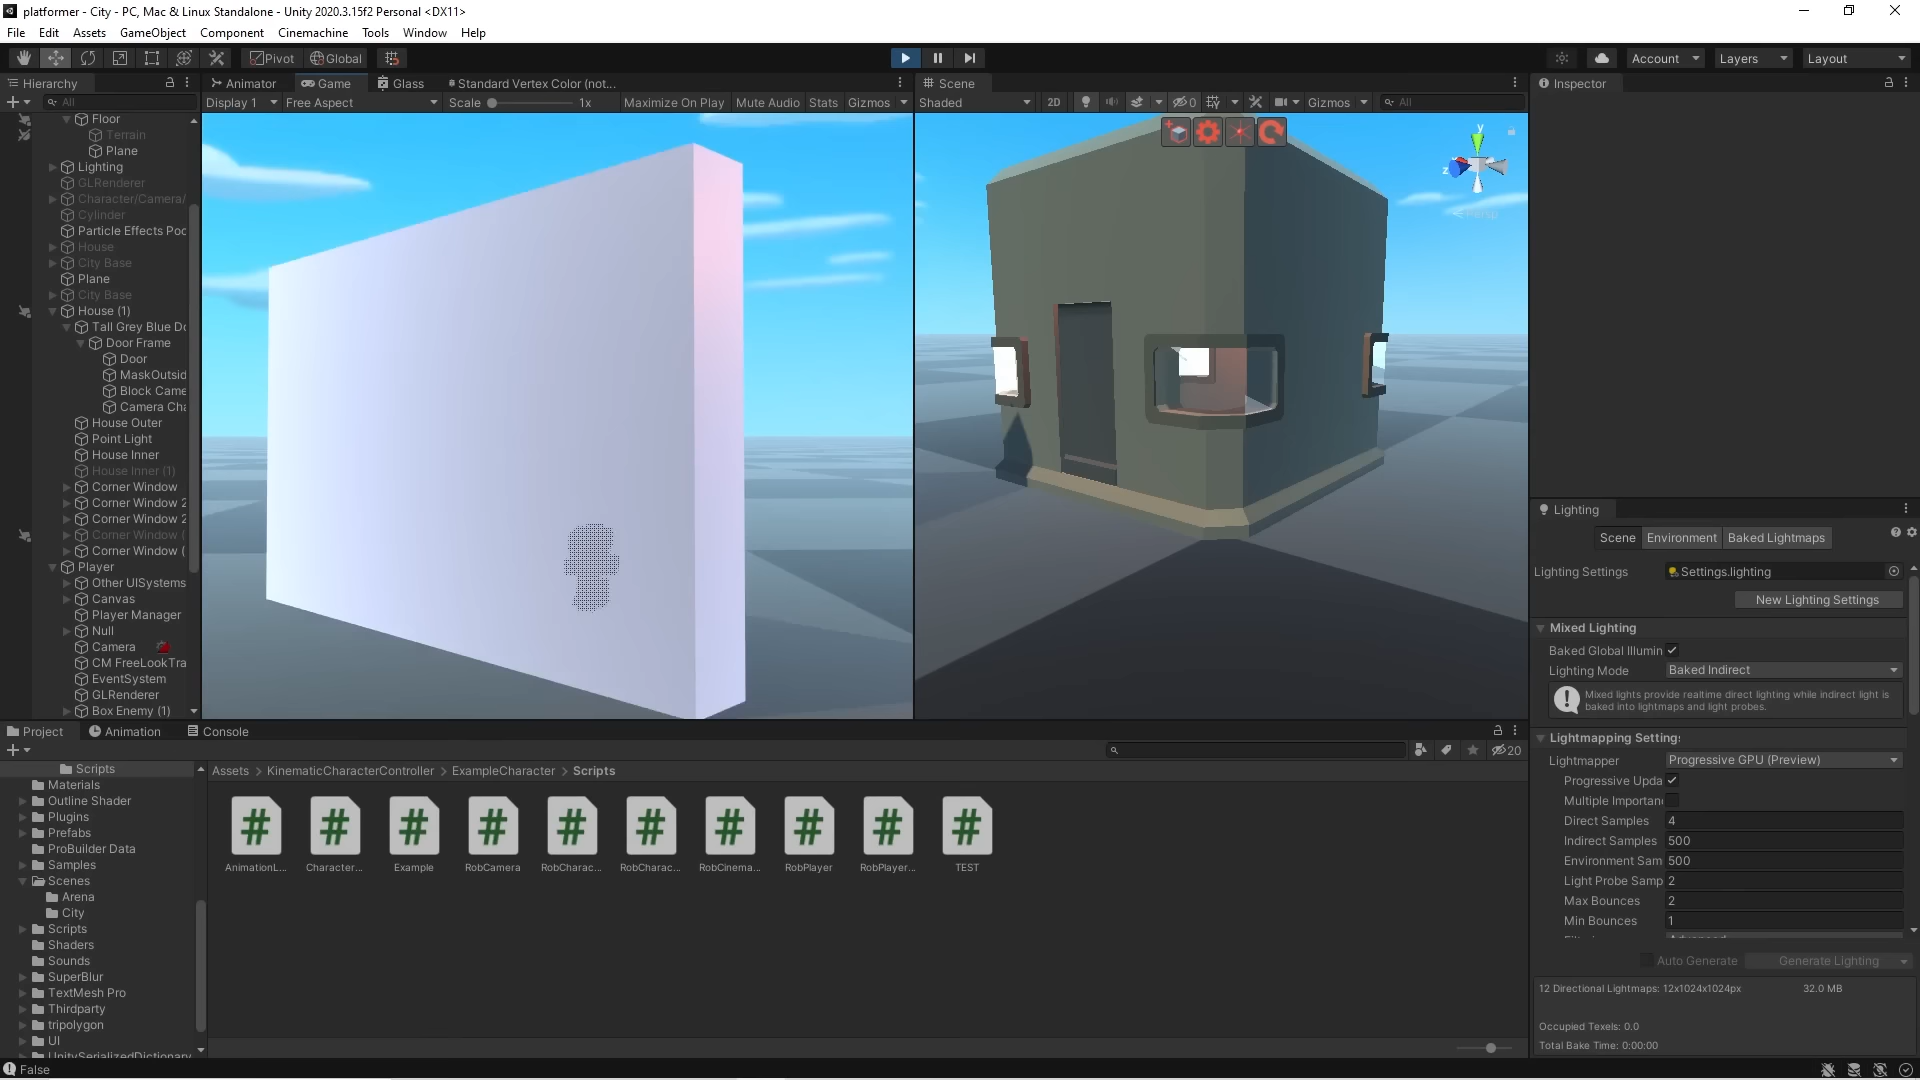 platformer - City - PC, Mac & Linux Standalone - Unity 2020.3.15f2 Personal <DX11>
File Edit Assets GameObject Component Cinemachine Tools Window Help
Pivot Global Account Layers Layout
Hierarchy
All
Floor
Terrain
Plane
Lighting
GLRenderer
Character/Camera/
Cylinder
Particle Effects Poo
House
City Base
Plane
City Base
House (1)
Tall Grey Blue Do
Door Frame
Door
MaskOutsid
Block Came
Camera Cha
House Outer
Point Light
House Inner
House Inner (1)
Corner Window
Corner Window 2
Corner Window 2
Corner Window (
Corner Window (
Player
Other UISystems
Canvas
Player Manager
Null
Camera
CM FreeLookTra
EventSystem
GLRenderer
Box Enemy (1)
Animator Game Glass Standard Vertex Color (not...
Display 1 Free Aspect Scale 1x Maximize On Play Mute Audio Stats Gizmos
Scene
Shaded 2D 0 Gizmos All
y
z
Persp
Inspector
Lighting
Scene Environment Baked Lightmaps
Lighting Settings Settings.lighting
New Lighting Settings
Mixed Lighting
Baked Global Illumin
Lighting Mode Baked Indirect
Mixed lights provide realtime direct lighting while indirect light is
baked into lightmaps and light probes.
Lightmapping Settings
Lightmapper Progressive GPU (Preview)
Progressive Upda
Multiple Importan
Direct Samples 4
Indirect Samples 500
Environment Sam 500
Light Probe Samp 2
Max Bounces 2
Min Bounces 1
Auto Generate Generate Lighting
12 Directional Lightmaps: 12x1024x1024px 32.0 MB
Occupied Texels: 0.0
Total Bake Time: 0:00:00
Project Animation Console
20
Scripts
Materials
Outline Shader
Plugins
Prefabs
ProBuilder Data
Samples
Scenes
Arena
City
Scripts
Shaders
Sounds
SuperBlur
TextMesh Pro
Thirdparty
tripolygon
UI
UnitySerializedDictionary
Assets > KinematicCharacterController > ExampleCharacter > Scripts
AnimationL... Character... Example RobCamera RobCharac... RobCharac... RobCinema... RobPlayer RobPlayer... TEST
False